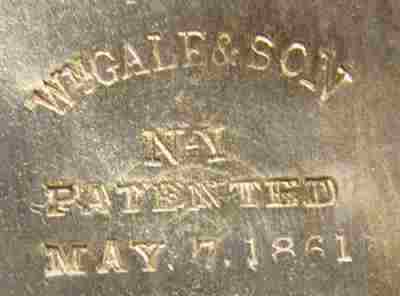 Wm GALE & SON
N-Y
PATENTED
MAY. 7. 1861